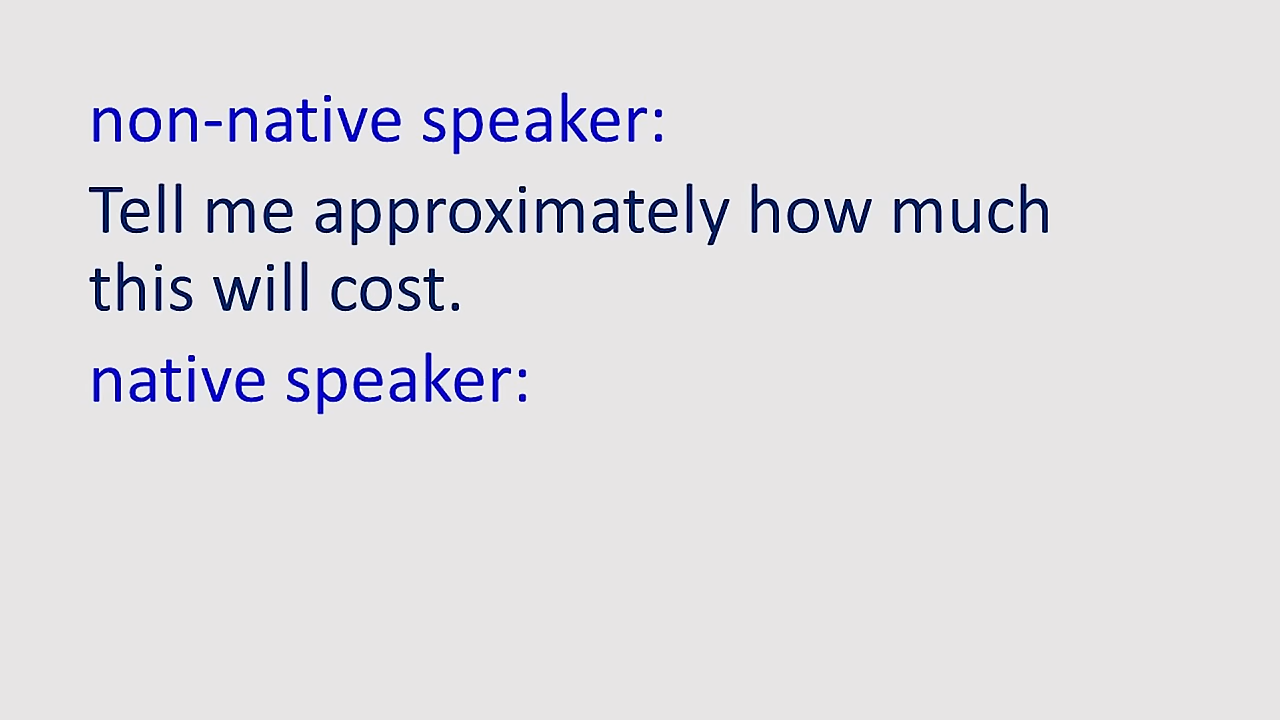 non-native speaker:
Tell me approximately how much
this will cost.
native speaker: